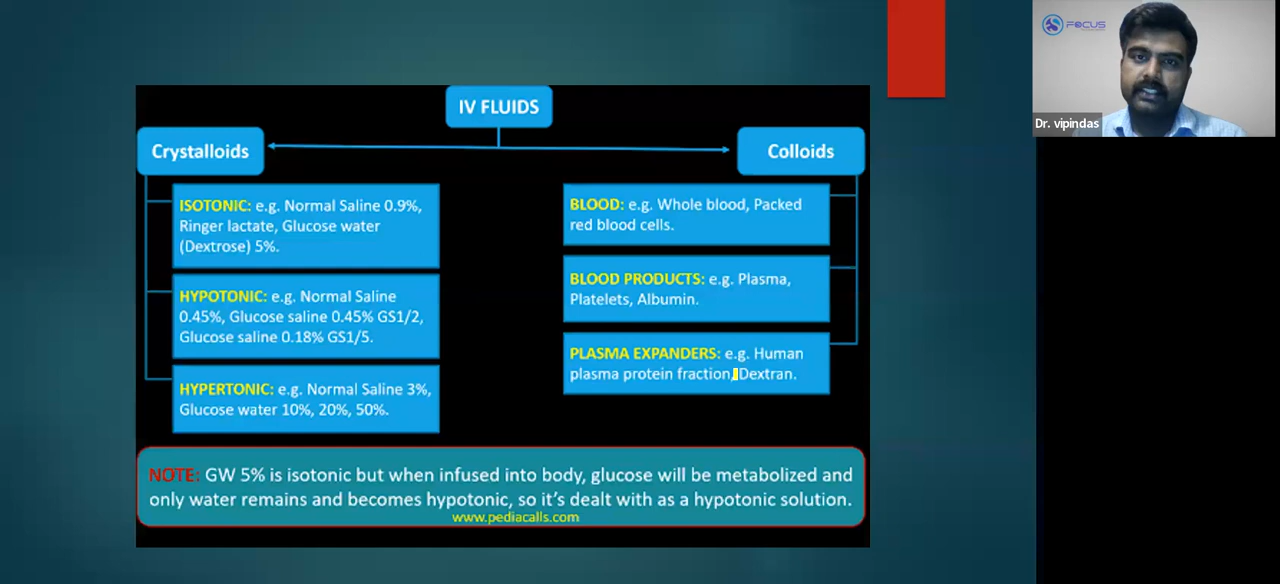 IV FLUIDS
Crystalloids
ISOTONIC: e.g. Normal Saline 0.9%,
Ringer lactate, Glucose water
(Dextrose) 5%.
HYPOTONIC: e.g. Normal Saline
0.45%, Glucose saline 0.45% GS1/2,
Glucose saline 0.18% GS1/5.
HYPERTONIC: e.g. Normal Saline 3%,
Glucose water 10%, 20%, 50%.
Colloids
BLOOD: e.g. Whole blood, Packed
red blood cells.
BLOOD PRODUCTS: e.g. Plasma,
Platelets, Albumin.
PLASMA EXPANDERS: e.g. Human
plasma protein fraction, Dextran.
NOTE: GW 5% is isotonic but when infused into body, glucose will be metabolized and
only water remains and becomes hypotonic, so it's dealt with as a hypotonic solution.
www.pediacalls.com
FOCUS
Dr. vipindas